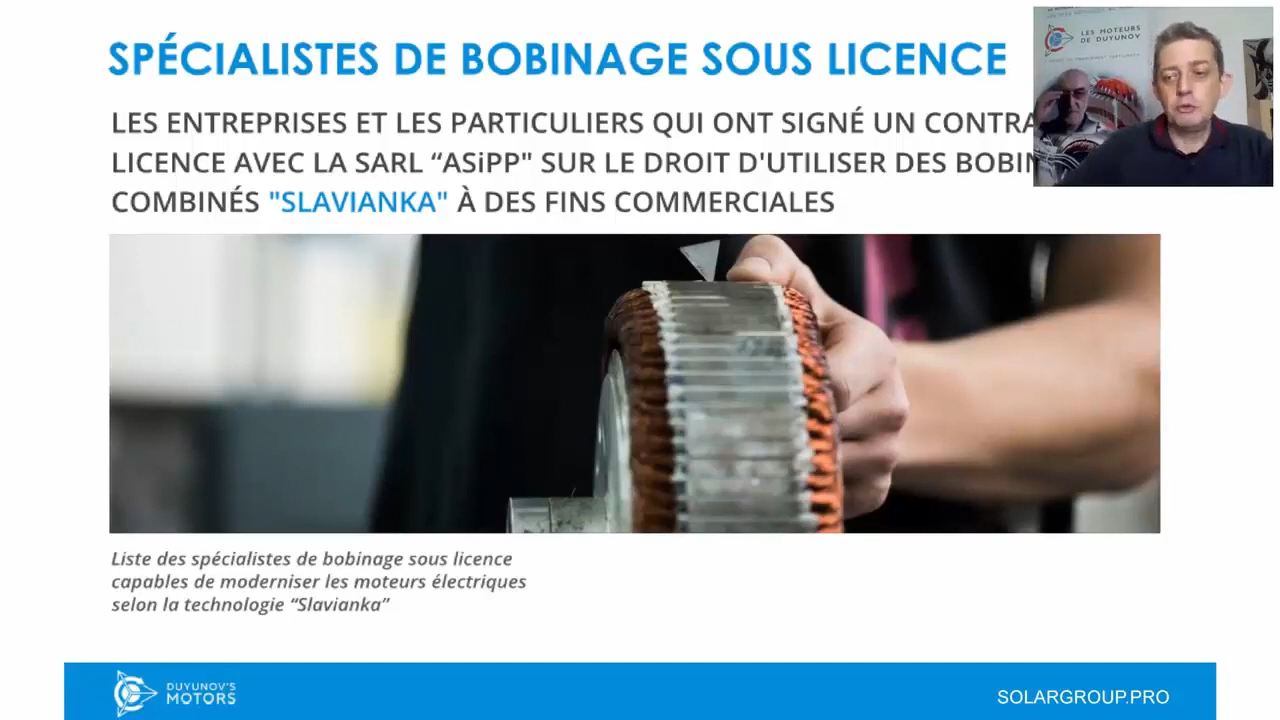 SPÉCIALISTES DE BOBINAGE SOUS LICENCE
LES ENTREPRISES ET LES PARTICULIERS QUI ONT SIGNÉ UN
LICENCE AVEC LA SARL “ASiPP" SUR LE DROIT D'UTILISER DES
COMBINÉS "SLAVIANKA" À DES FINS COMMERCIALES
LES MOTEURS
DE DUYUNOV
Liste des spécialistes de bobinage sous licence
capables de moderniser les moteurs électriques
selon la technologie “Slavianka”
DUYUNOV'S
MOTORS
SOLARGROUP.PRO